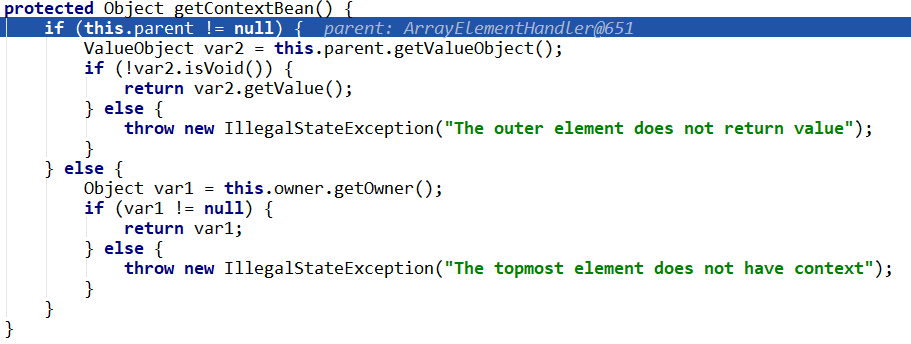 protected Object getContextBean() {
    if (this.parent != null) {  parent: ArrayElementHandler@651
        ValueObject var2 = this.parent.getValueObject();
        if (!var2.isVoid()) {
            return var2.getValue();
        } else {
            throw new IllegalStateException("The outer element does not return value");
        }
    } else {
        Object var1 = this.owner.getOwner();
        if (var1 != null) {
            return var1;
        } else {
            throw new IllegalStateException("The topmost element does not have context");
        }
    }
}